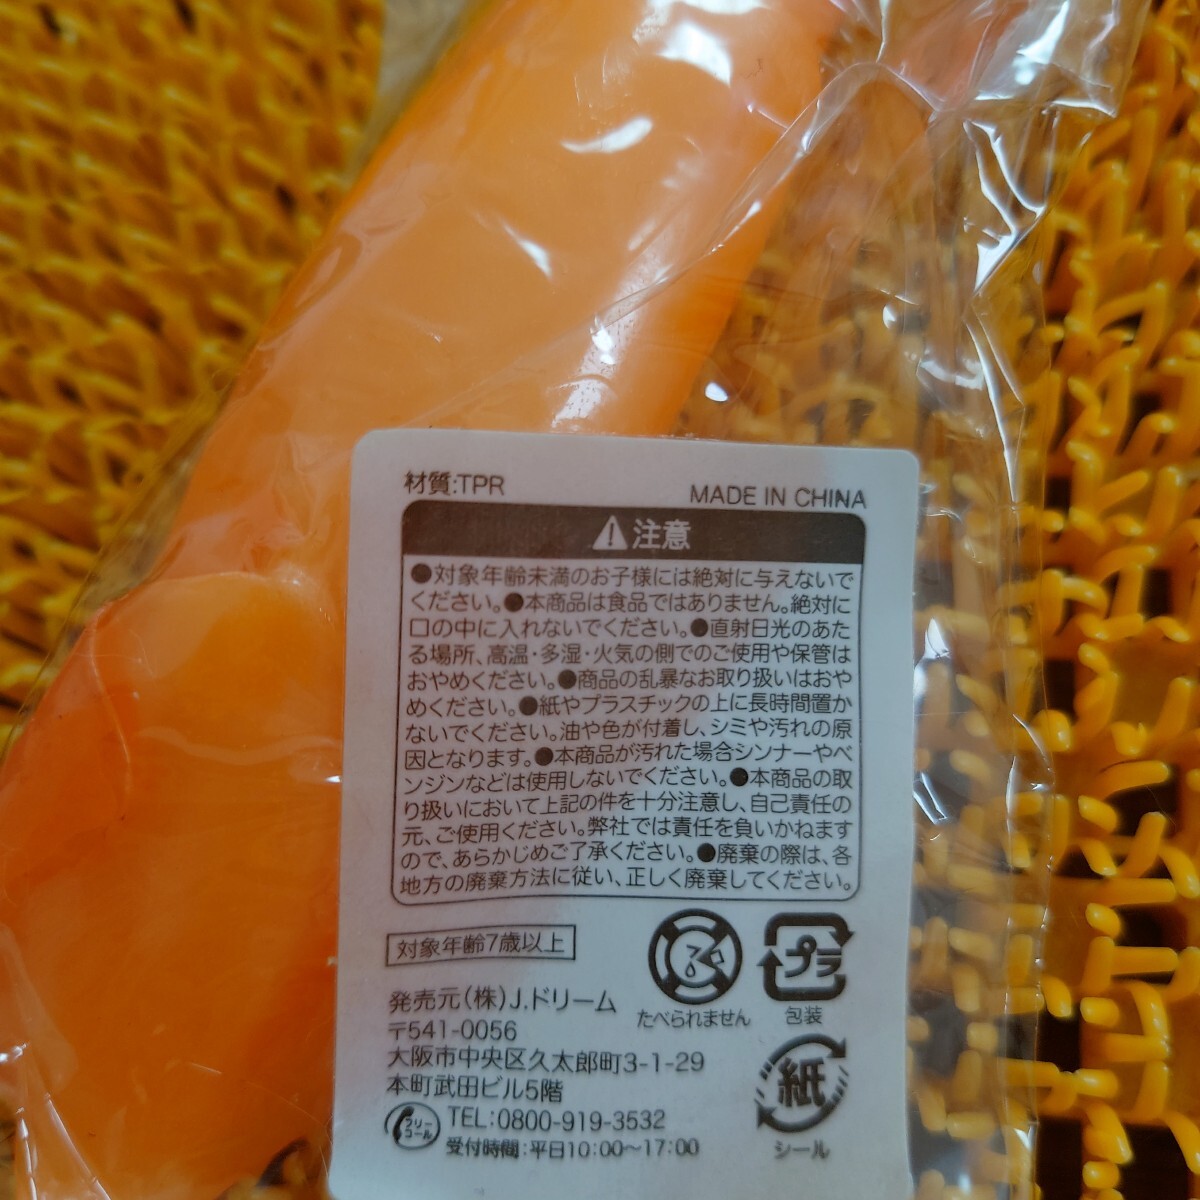 材質:TPR
MADE IN CHINA
注意
●対象年齢未満のお子様には絶対に与えないで
ください。●本商品は食品ではありません。絶対に
口の中に入れないでください。●直射日光のあた
る場所、高温・多湿・火気の側でのご使用や保管は
おやめください。●商品の乱暴なお取り扱いはおや
めください。●紙やプラスチックの上に長時間置か
ないでください。油や色が付着し、シミや汚れの原
因となります。●本商品が汚れた場合シンナーやベ
ンジンなどは使用しないでください。●本商品の取
り扱いにおいて上記の件を十分注意し、自己責任の
元、ご使用ください。弊社では責任を負いかねます
ので、あらかじめご了承ください。●廃棄の際は、各
地方の廃棄方法に従い、正しく廃棄してください。
対象年齢7歳以上
たべられません
プラ
包装
発売元(株)J.ドリーム
〒541-0056
大阪市中央区久太郎町3-1-29
本町武田ビル5階
フリーコール
TEL:0800-919-3532
受付時間:平日10:00〜17:00
紙
シール